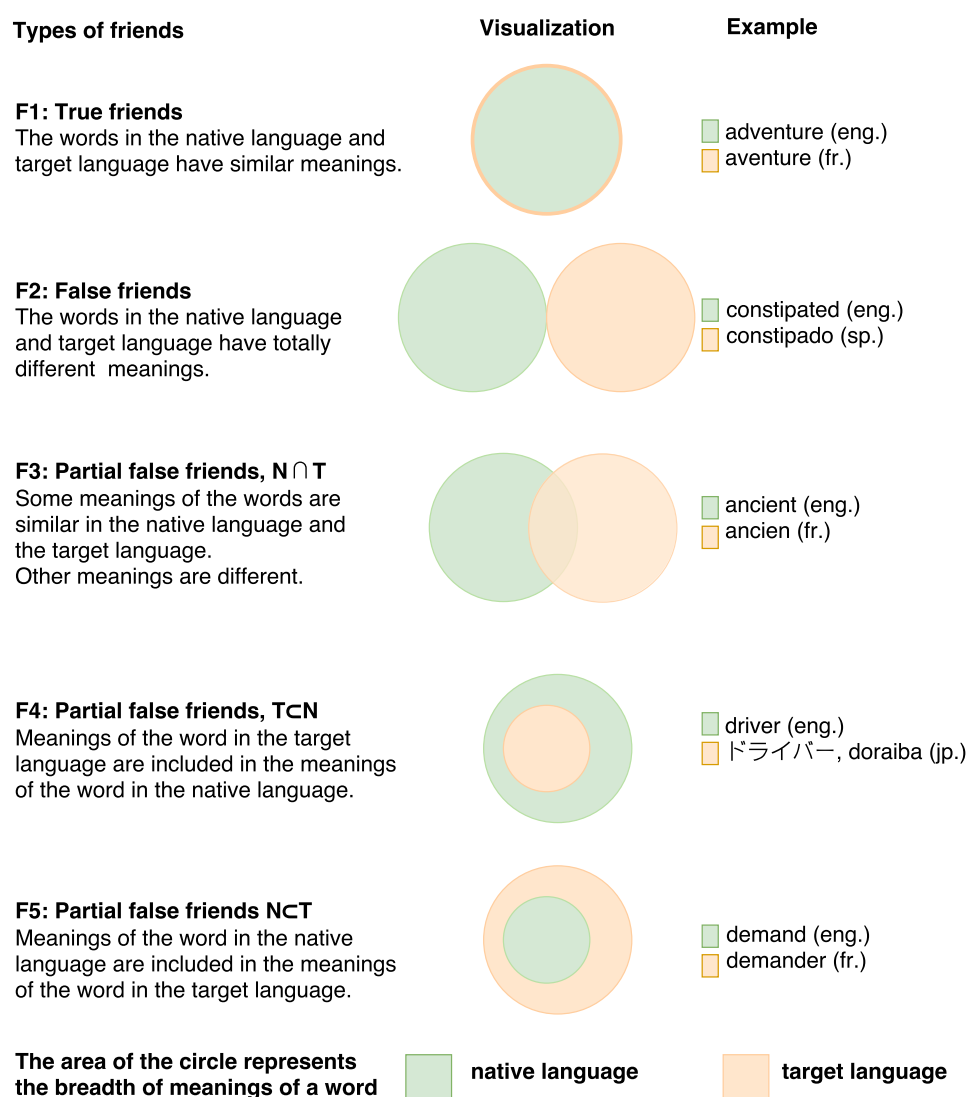 Types of friends
Visualization
Example
F1: True friends
The words in the native language and
target language have similar meanings.
adventure (eng.)
aventure (fr.)
F2: False friends
The words in the native language
and target language have totally
different  meanings.
constipated (eng.)
constipado (sp.)
F3: Partial false friends, N ∩ T
Some meanings of the words are
similar in the native language and
the target language.
Other meanings are different.
ancient (eng.)
ancien (fr.)
F4: Partial false friends, T⊂N
Meanings of the word in the target
language are included in the meanings
of the word in the native language.
driver (eng.)
ドライバー, doraiba (jp.)
F5: Partial false friends N⊂T
Meanings of the word in the native
language are included in the meanings
of the word in the target language.
demand (eng.)
demander (fr.)
The area of the circle represents
the breadth of meanings of a word
native language
target language